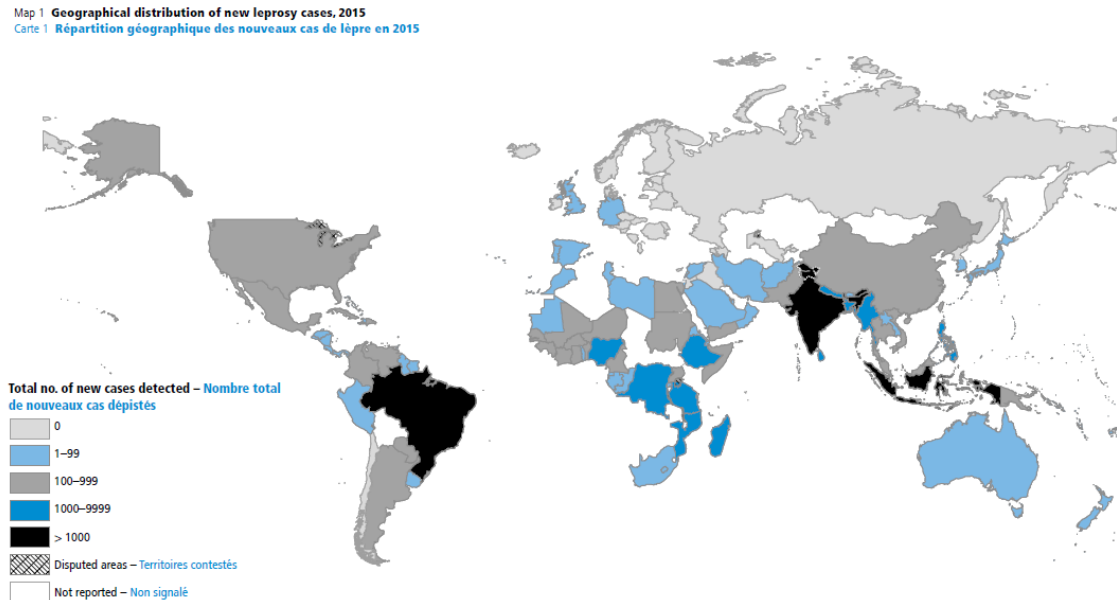 Map 1 Geographical distribution of new leprosy cases, 2015
Carte 1 Répartition géographique des nouveaux cas de lèpre en 2015
Total no. of new cases detected – Nombre total
de nouveaux cas dépistés
0
1–99
100–999
1000–9999
> 1000
Disputed areas – Territoires contestés
Not reported – Non signalé